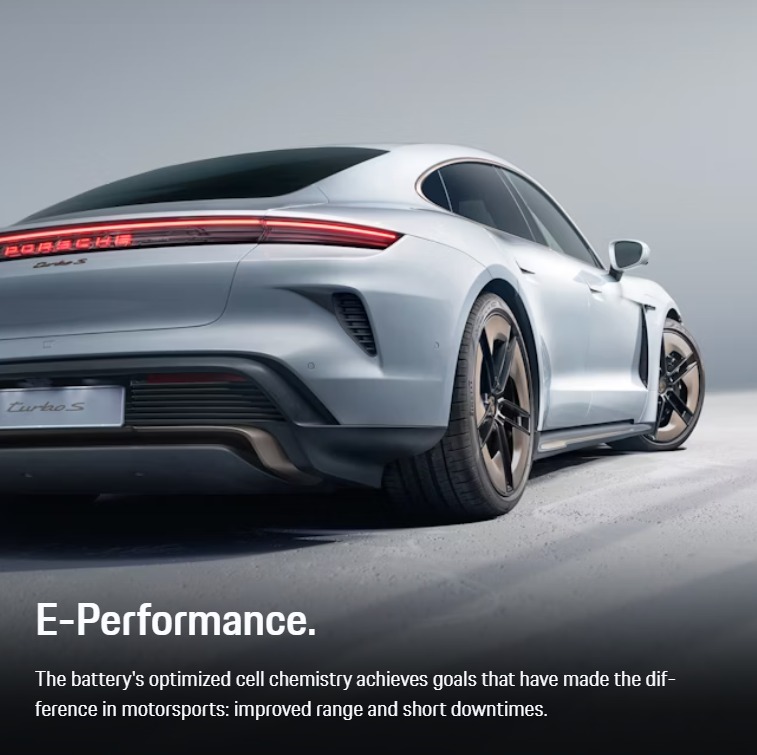 PORSCHE
turbo S
turbo S
E-Performance.
The battery's optimized cell chemistry achieves goals that have made the dif-
ference in motorsports: improved range and short downtimes.